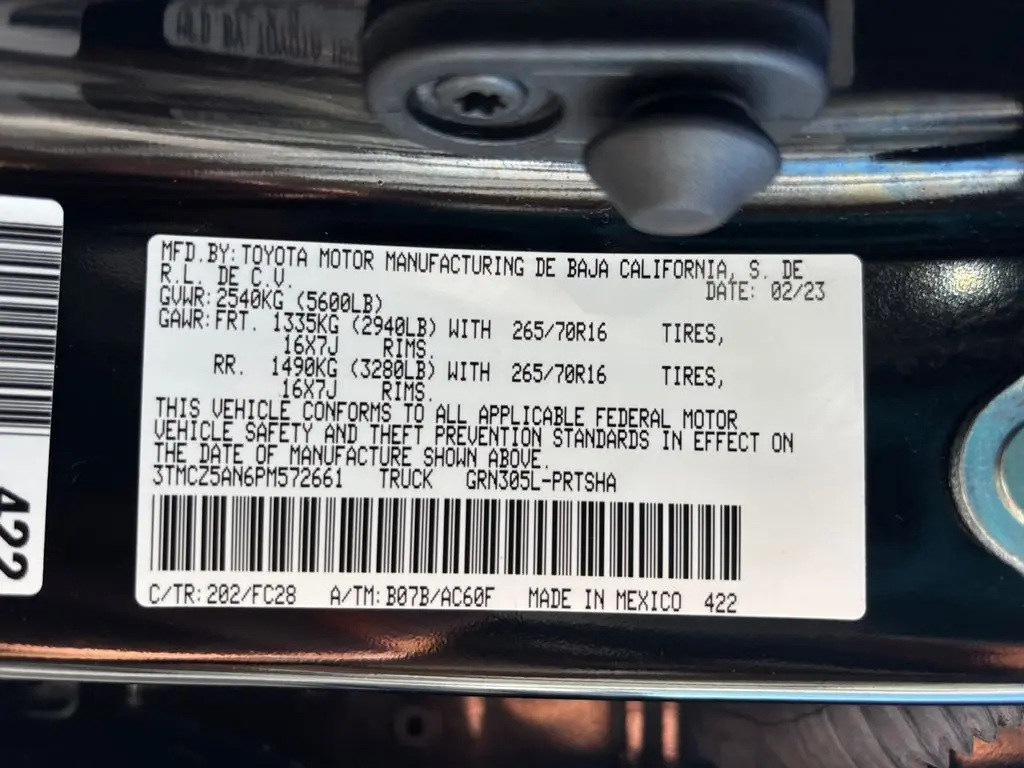 MFD. BY: TOYOTA MOTOR MANUFACTURING DE BAJA CALIFORNIA, S. DE
R.L. DE C.V.
DATE: 02/23
GVWR: 2540KG (5600LB)
GAWR: FRT. 1335KG (2940LB) WITH 265/70R16 TIRES,
16X7J RIMS.
RR. 1490KG (3280LB) WITH 265/70R16 TIRES,
16X7J RIMS.
THIS VEHICLE CONFORMS TO ALL APPLICABLE FEDERAL MOTOR
VEHICLE SAFETY AND THEFT PREVENTION STANDARDS IN EFFECT ON
THE DATE OF MANUFACTURE SHOWN ABOVE.
3TMCZ5AN6PM572661 TRUCK GRN305L-PRTSHA
C/TR: 202/FC28 A/TM: B07B/AC60F MADE IN MEXICO 422
422